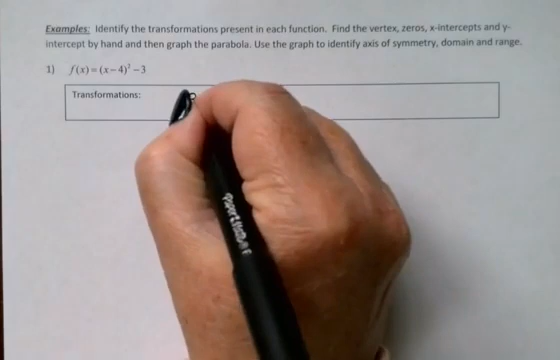 Examples: Identify the transformations present in each function. Find the vertex, zeros, x-intercepts and y-
intercept by hand and then graph the parabola. Use the graph to identify axis of symmetry, domain and range.
1) f(x)=(x−4)²−3
Transformations: